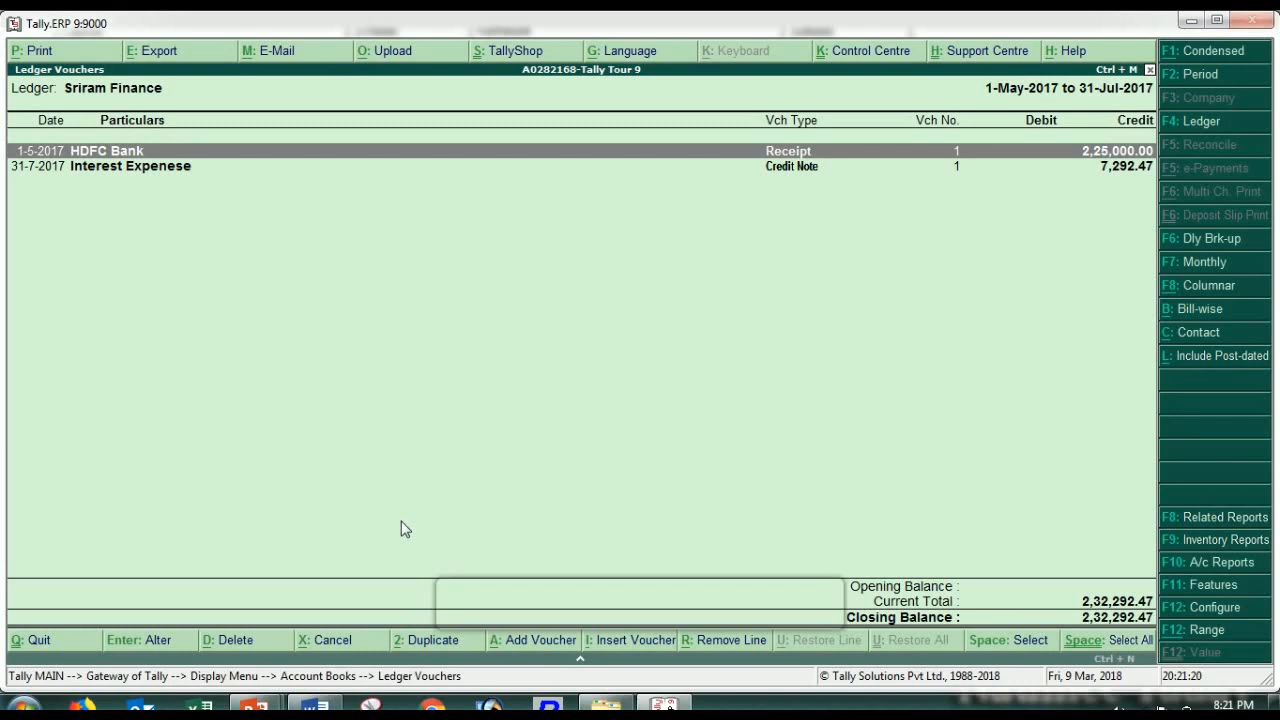 Tally.ERP 9:9000
P: Print E: Export M: E-Mail O: Upload S: TallyShop G: Language K: Keyboard K: Control Centre H: Support Centre H: Help
Ledger Vouchers A0282168-Tally Tour 9 Ctrl + M
Ledger: Sriram Finance 1-May-2017 to 31-Jul-2017
Date Particulars Vch Type Vch No. Debit Credit
1-5-2017 HDFC Bank Receipt 1 2,25,000.00
31-7-2017 Interest Expenese Credit Note 1 7,292.47
Opening Balance :
Current Total : 2,32,292.47
Closing Balance : 2,32,292.47
Q: Quit Enter: Alter D: Delete X: Cancel 2: Duplicate A: Add Voucher I: Insert Voucher R: Remove Line U: Restore Line U: Restore All Space: Select Space: Select All
Ctrl + N
Tally MAIN --> Gateway of Tally --> Display Menu --> Account Books --> Ledger Vouchers © Tally Solutions Pvt Ltd., 1988-2018 Fri, 9 Mar, 2018 20:21:20
F1: Condensed
F2: Period
F3: Company
F4: Ledger
F5: Reconcile
F5: e-Payments
F6: Multi Ch. Print
F6: Deposit Slip Print
F6: Dly Brk-up
F7: Monthly
F8: Columnar
B: Bill-wise
C: Contact
L: Include Post-dated
F8: Related Reports
F9: Inventory Reports
F10: A/c Reports
F11: Features
F12: Configure
F12: Range
F12: Value
8:21 PM